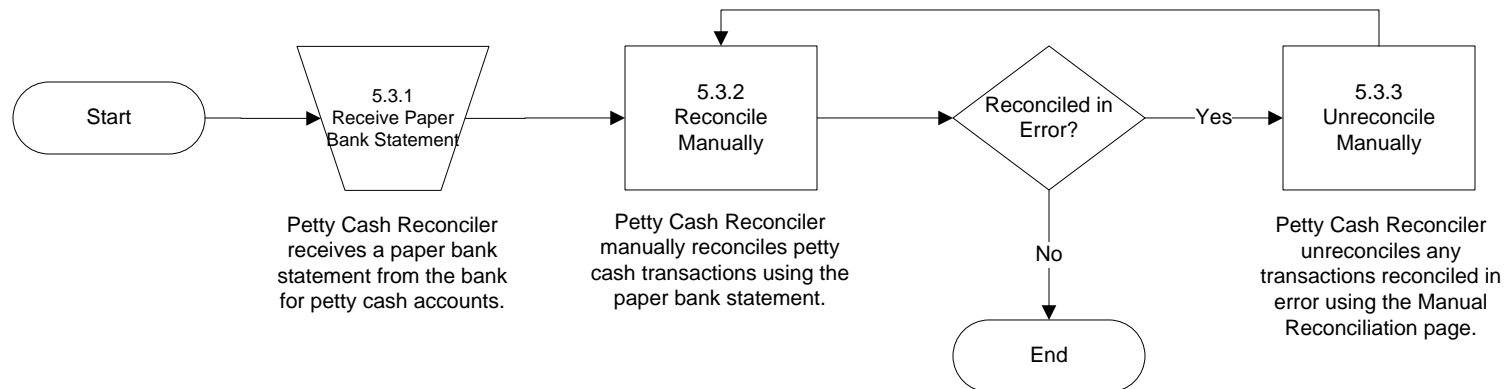 Start
5.3.1
Receive Paper
Bank Statement
5.3.2
Reconcile
Manually
Reconciled in
Error?
Yes
5.3.3
Unreconcile
Manually
Petty Cash Reconciler
receives a paper bank
statement from the bank
for petty cash accounts.
Petty Cash Reconciler
manually reconciles petty
cash transactions using the
paper bank statement.
No
Petty Cash Reconciler
unreconciles any
transactions reconciled in
error using the Manual
Reconciliation page.
End